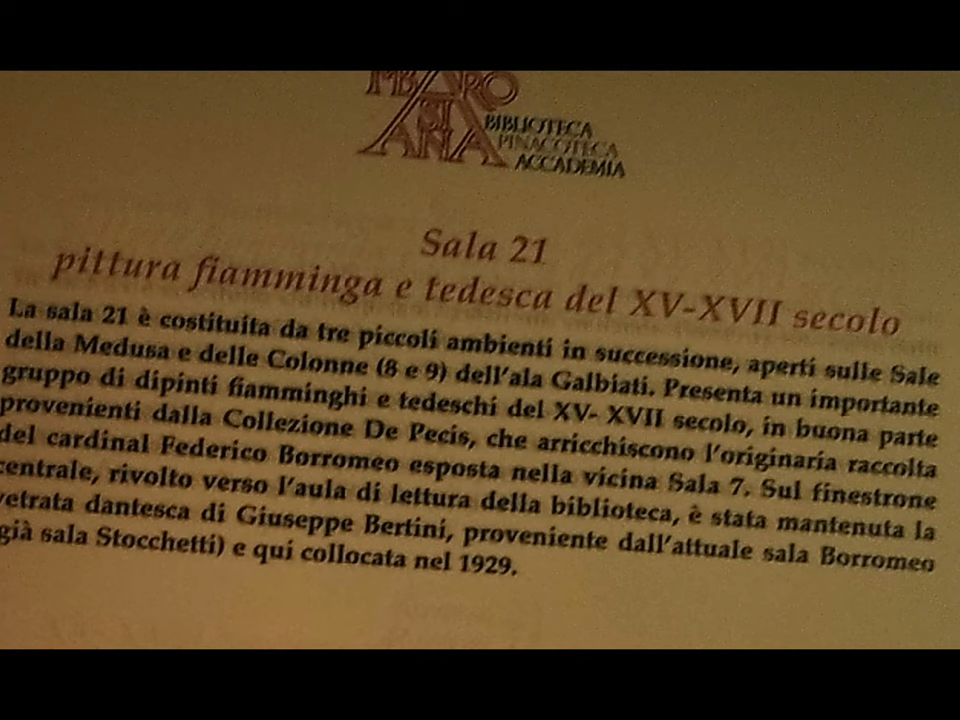 MBRO
SI
ANA
BIBLIOTECA
PINACOTECA
ACCADEMIA
Sala 21
pittura fiamminga e tedesca del XV-XVII secolo
La sala 21 è costituita da tre piccoli ambienti in successione, aperti sulle Sale
della Medusa e delle Colonne (8 e 9) dell'ala Galbiati. Presenta un importante
gruppo di dipinti fiamminghi e tedeschi del XV- XVII secolo, in buona parte
provenienti dalla Collezione De Pecis, che arricchiscono l'originaria raccolta
del cardinal Federico Borromeo esposta nella vicina Sala 7. Sul finestrone
centrale, rivolto verso l'aula di lettura della biblioteca, è stata mantenuta la
vetrata dantesca di Giuseppe Bertini, proveniente dall'attuale sala Borromeo
già sala Stocchetti) e qui collocata nel 1929.